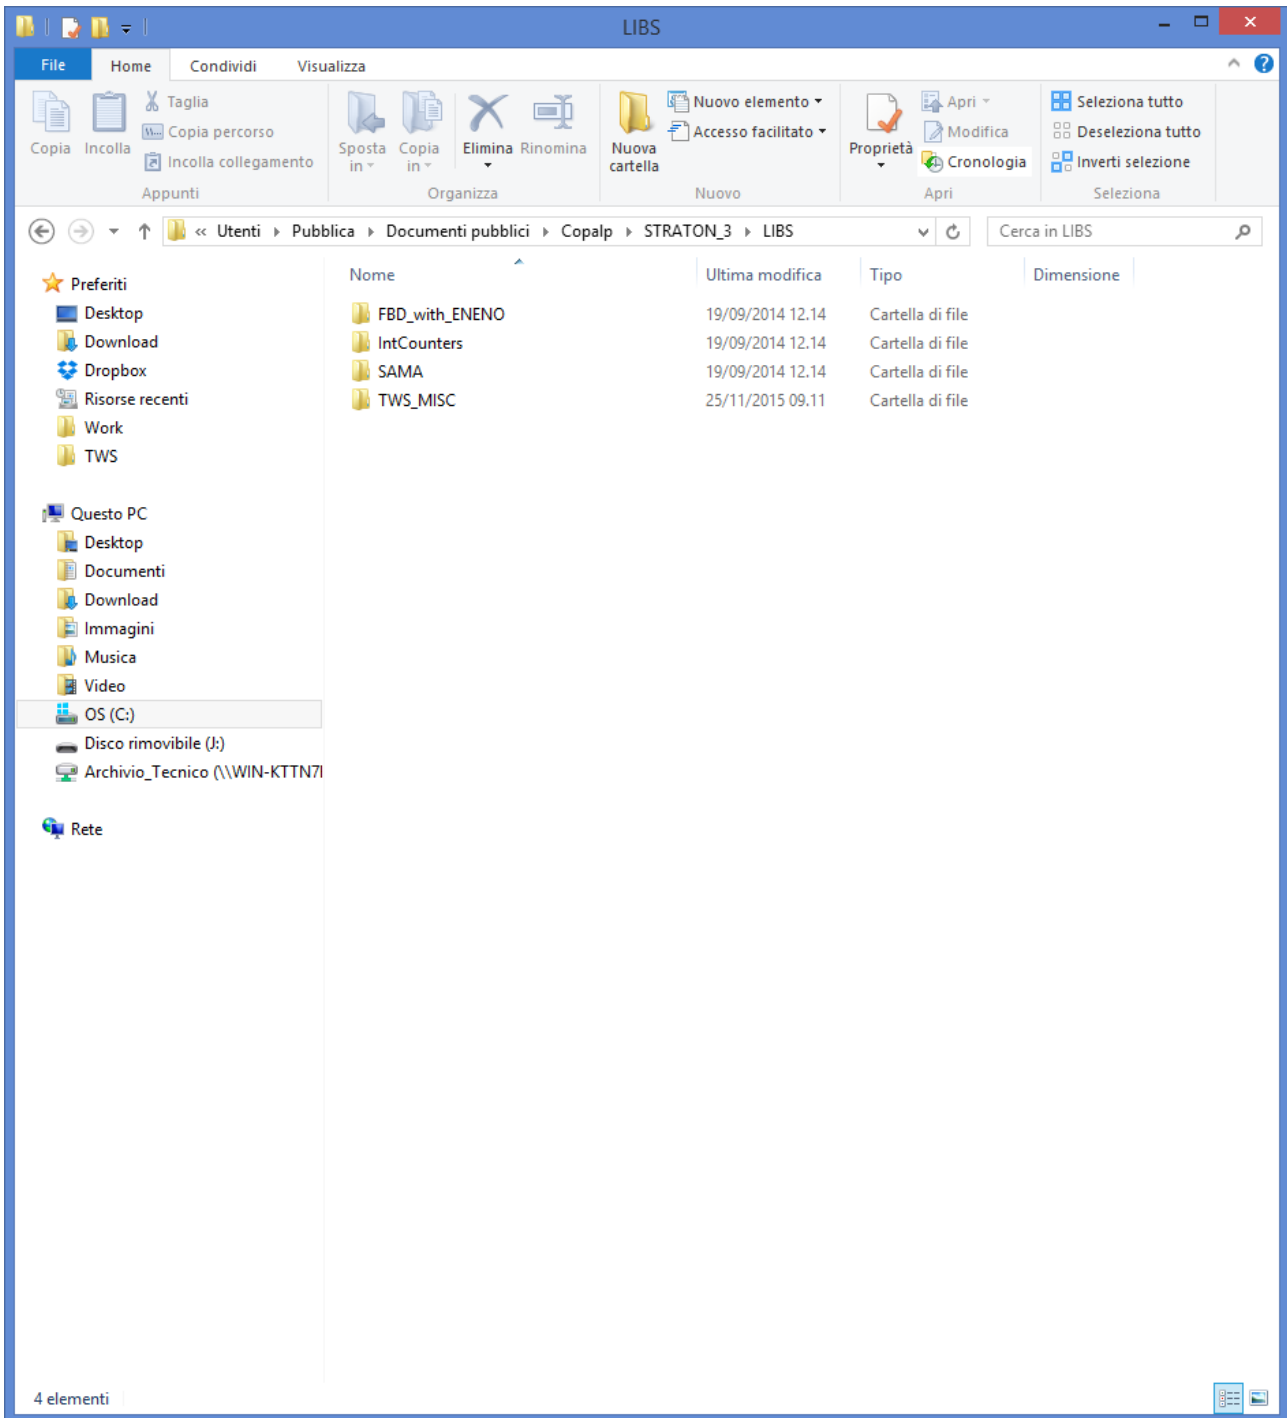 LIBS
File Home Condividi Visualizza
Copia
Incolla
Taglia
Copia percorso
Incolla collegamento
Appunti
Sposta
in
Copia
in
Elimina
Rinomina
Organizza
Nuova
cartella
Nuovo elemento
Accesso facilitato
Nuovo
Proprietà
Apri
Modifica
Cronologia
Apri
Seleziona tutto
Deseleziona tutto
Inverti selezione
Seleziona
« Utenti Pubblica Documenti pubblici Copalp STRATON_3 LIBS
Cerca in LIBS
Preferiti
Desktop
Download
Dropbox
Risorse recenti
Work
TWS
Questo PC
Desktop
Documenti
Download
Immagini
Musica
Video
OS (C:)
Disco rimovibile (J:)
Archivio_Tecnico (\\WIN-KTTN7
Rete
Nome Ultima modifica Tipo Dimensione
FBD_with_ENENO 19/09/2014 12.14 Cartella di file
IntCounters 19/09/2014 12.14 Cartella di file
SAMA 19/09/2014 12.14 Cartella di file
TWS_MISC 25/11/2015 09.11 Cartella di file
4 elementi